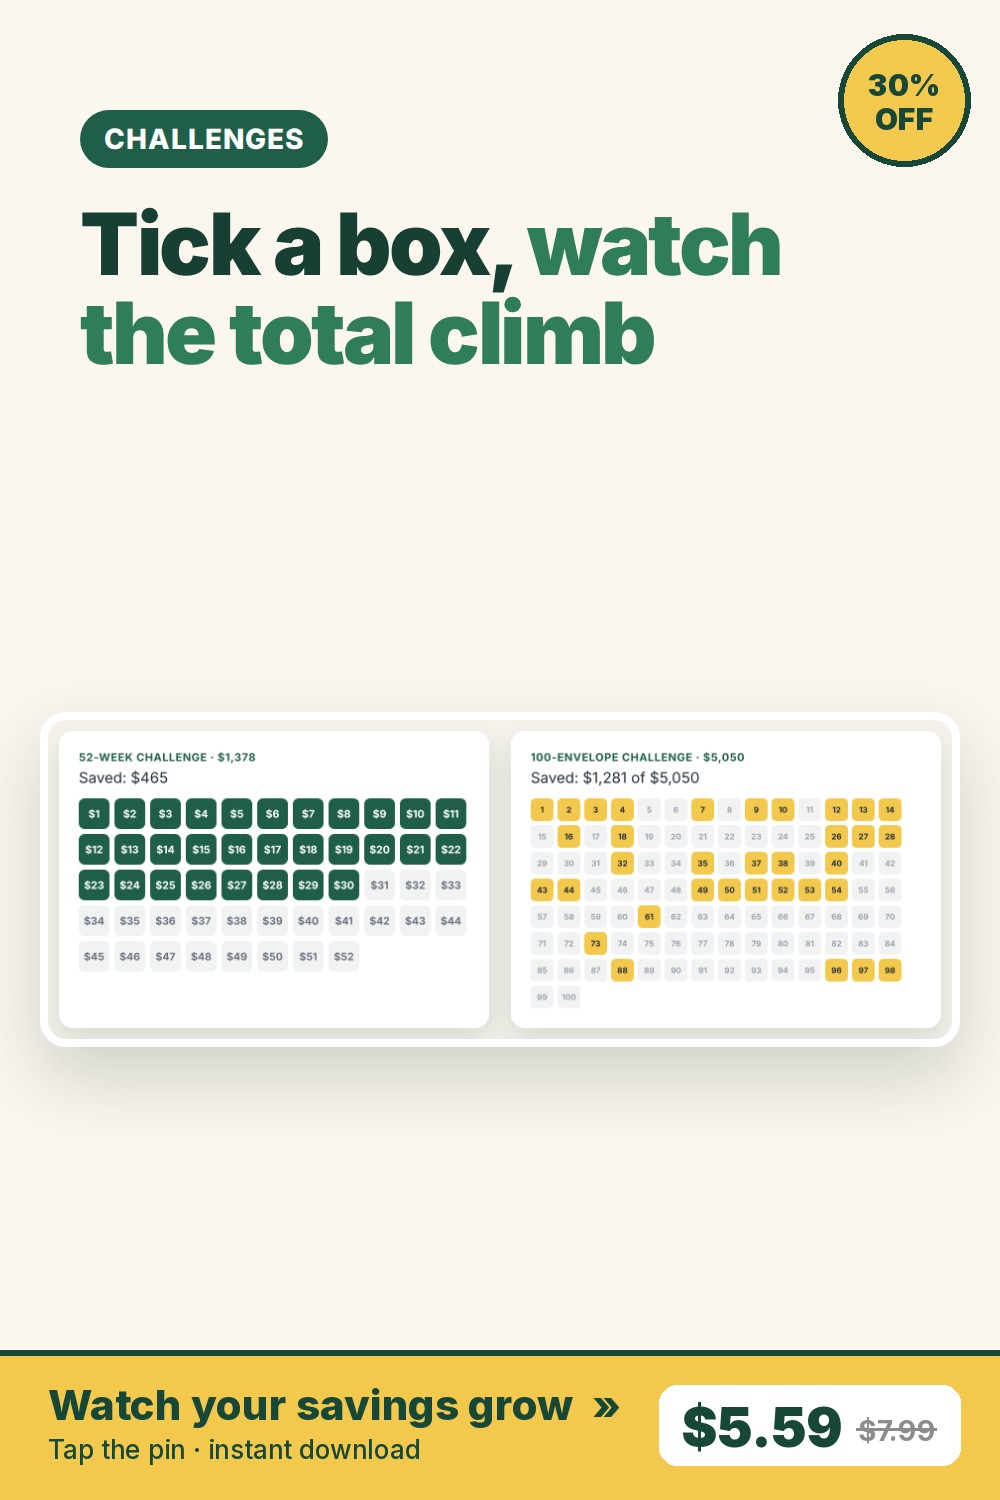 30%
OFF
CHALLENGES
Tick a box, watch
the total climb
52-WEEK CHALLENGE · $1,378
Saved: $465
$1 $2 $3 $4 $5 $6 $7 $8 $9 $10 $11
$12 $13 $14 $15 $16 $17 $18 $19 $20 $21 $22
$23 $24 $25 $26 $27 $28 $29 $30 $31 $32 $33
$34 $35 $36 $37 $38 $39 $40 $41 $42 $43 $44
$45 $46 $47 $48 $49 $50 $51 $52
100-ENVELOPE CHALLENGE · $5,050
Saved: $1,281 of $5,050
1 2 3 4 5 6 7 8 9 10 11 12 13 14
15 16 17 18 19 20 21 22 23 24 25 26 27 28
29 30 31 32 33 34 35 36 37 38 39 40 41 42
43 44 45 46 47 48 49 50 51 52 53 54 55 56
57 58 59 60 61 62 63 64 65 66 67 68 69 70
71 72 73 74 75 76 77 78 79 80 81 82 83 84
85 86 87 88 89 90 91 92 93 94 95 96 97 98
99 100
Watch your savings grow »
Tap the pin · instant download
$5.59 $7.99